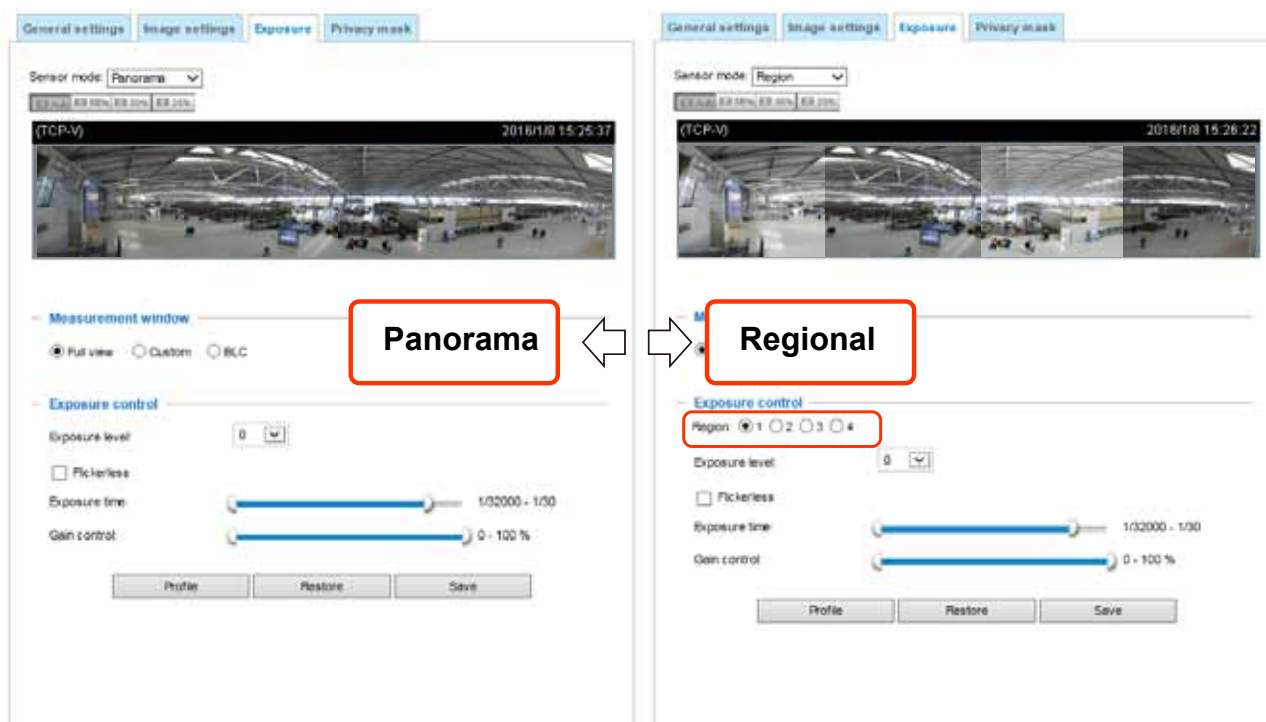 General settings Image settings Exposure Privacy mask
Sensor mode: Panorama
(TCP-V) 2016/1/8 15:25:37
Measurement window
Full view Custom BLC
Exposure control
Exposure level: 0
Flickerless
Exposure time: 1/32000 - 1/30
Gain control: 0 - 100 %
Profile Restore Save
Panorama
General settings Image settings Exposure Privacy mask
Sensor mode: Region
(TCP-V) 2016/1/8 15:26:22
M
Regional
Exposure control
Region: 1 2 3 4
Exposure level: 0
Flickerless
Exposure time: 1/32000 - 1/30
Gain control: 0 - 100 %
Profile Restore Save